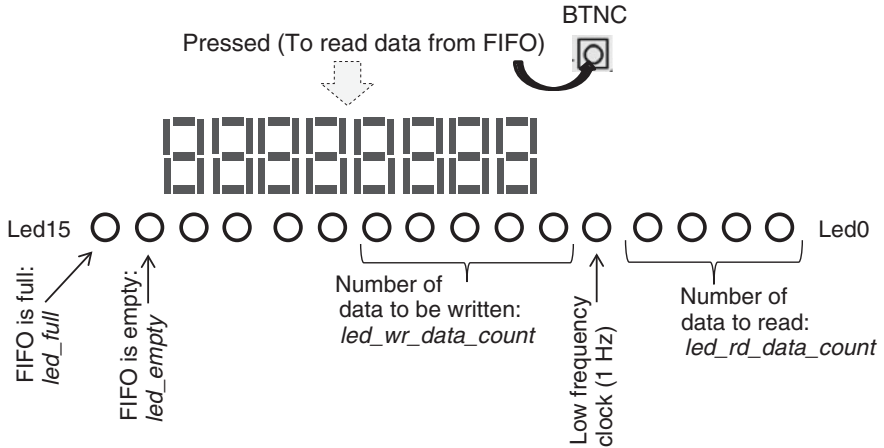 BTNC
Pressed (To read data from FIFO)
Led15
Led0
FIFO is full:
led_full
FIFO is empty:
led_empty
Number of
data to be written:
led_wr_data_count
Low frequency
clock (1 Hz)
Number of
data to read:
led_rd_data_count